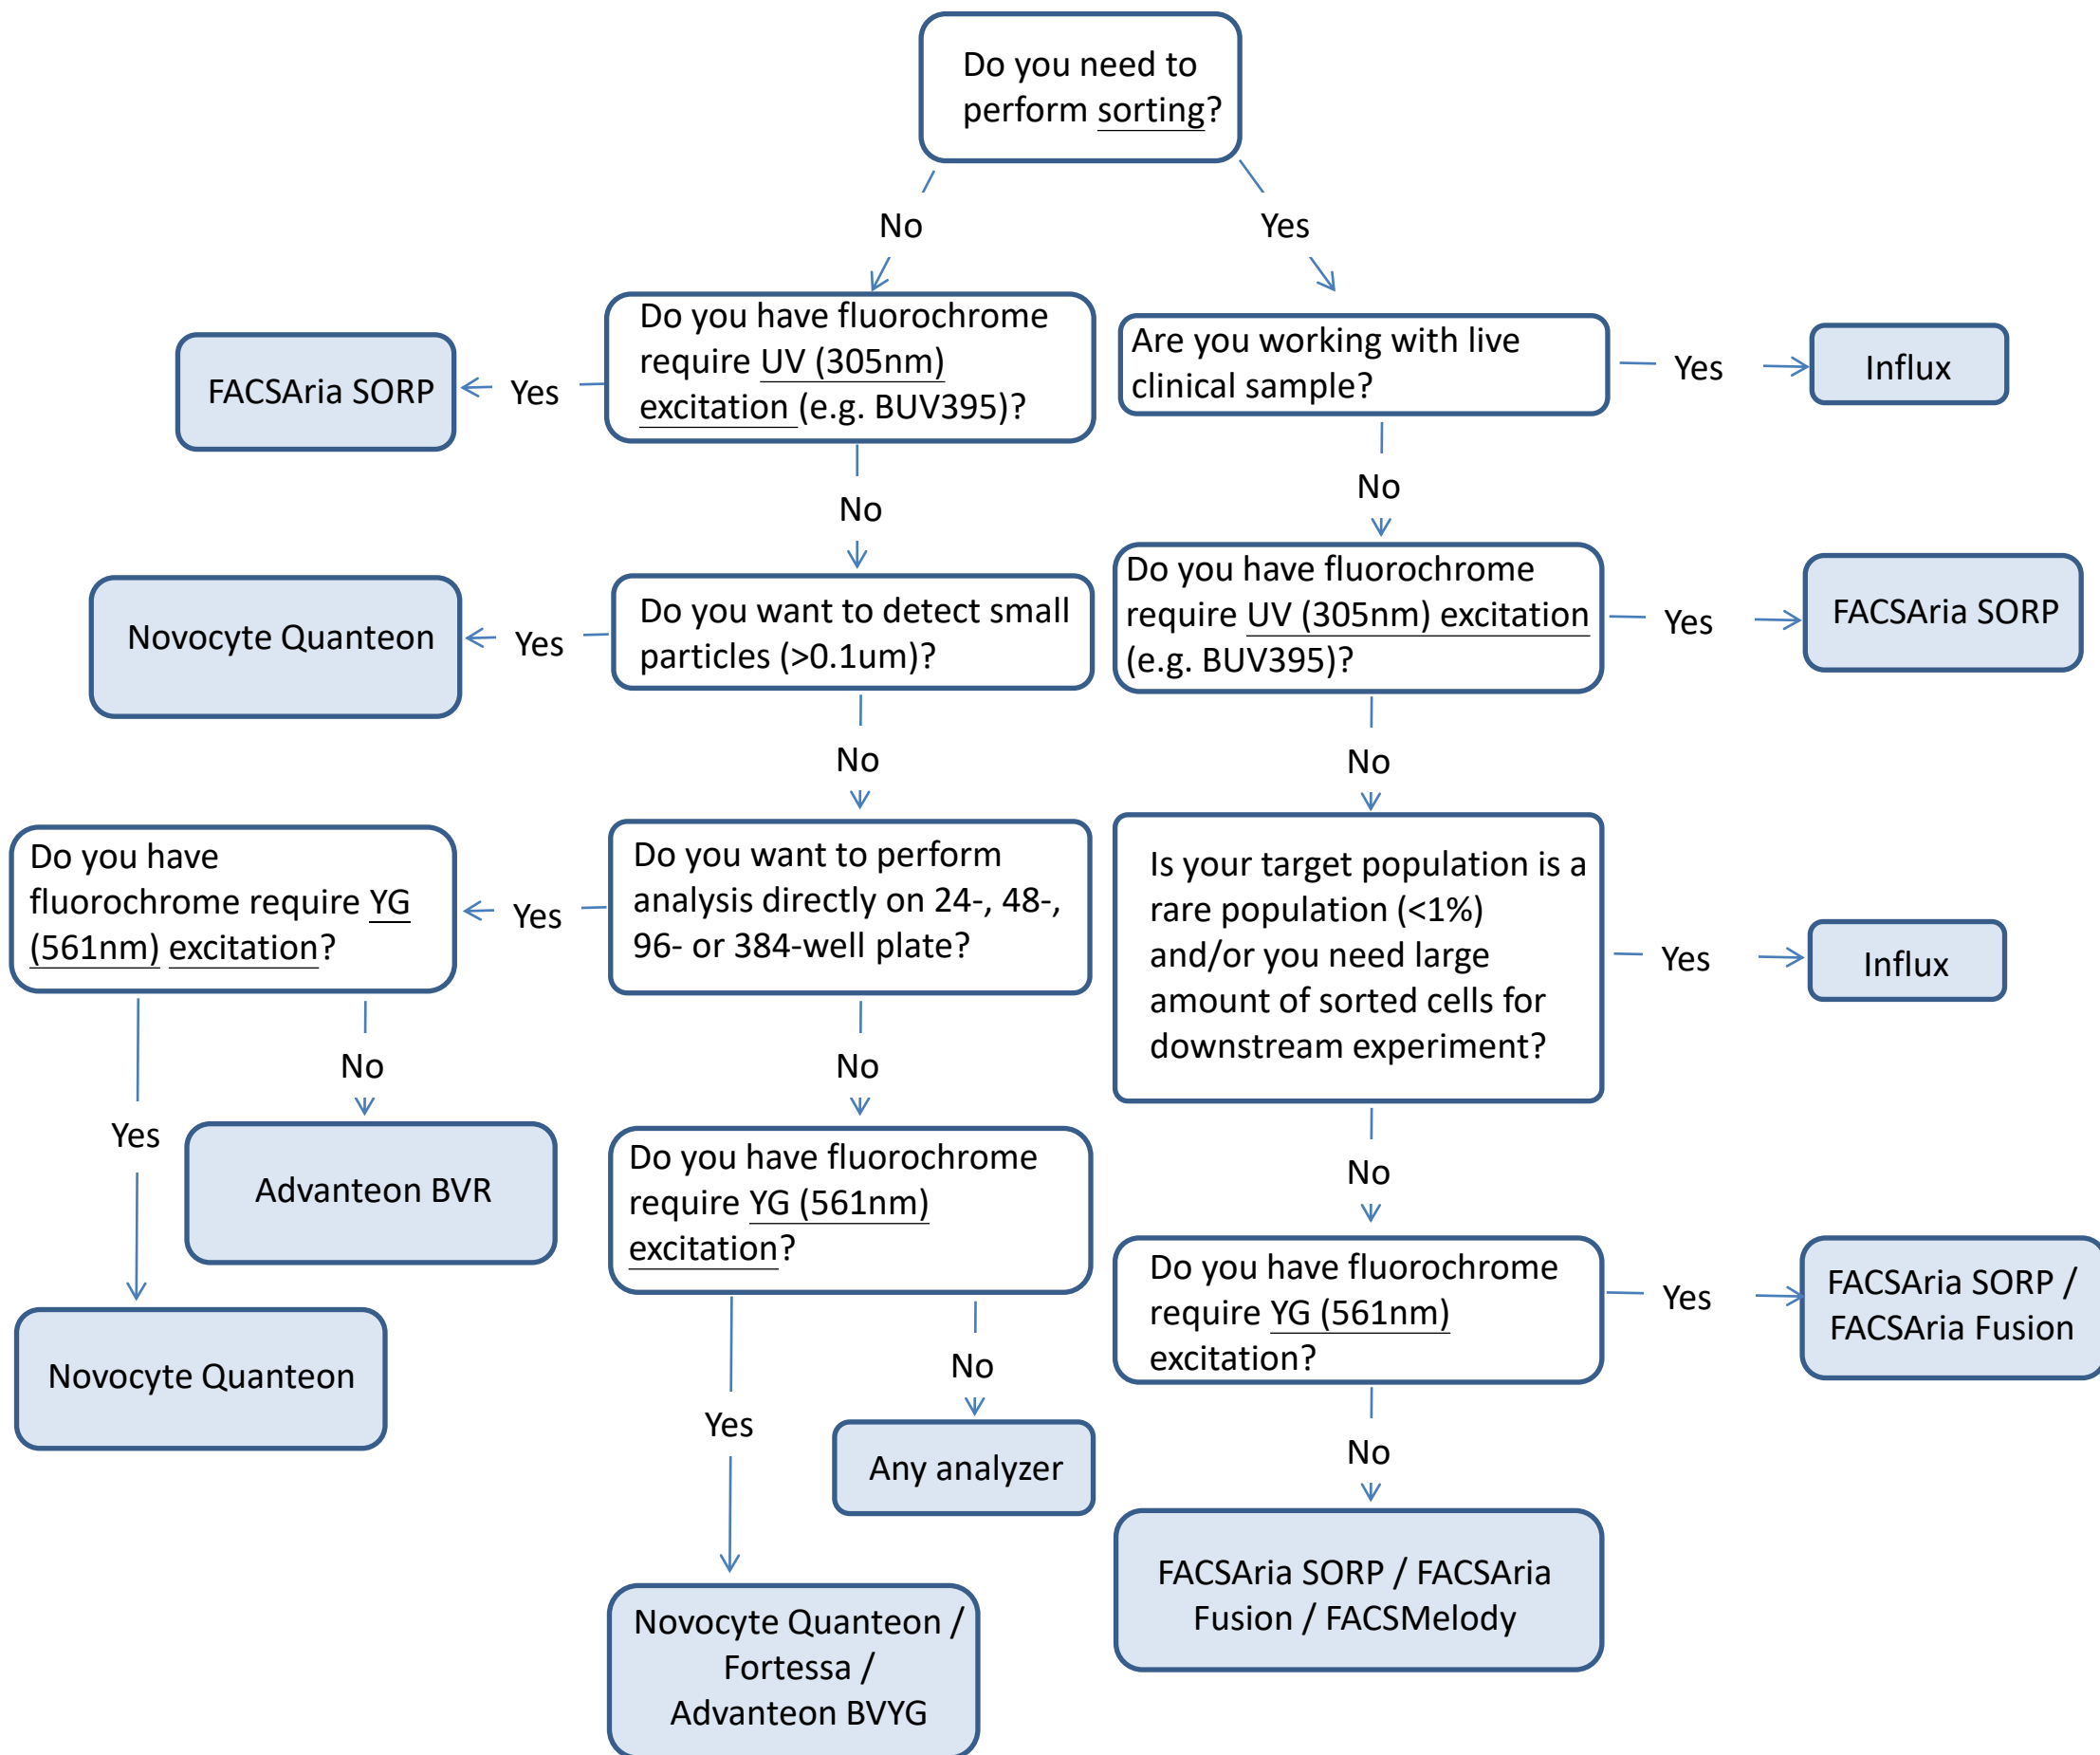 Do you need to
perform sorting?
No
Yes
Do you have fluorochrome
require UV (305nm)
excitation (e.g. BUV395)?
Yes
FACSAria SORP
Are you working with live
clinical sample?
Yes
Influx
No
No
Do you want to detect small
particles (>0.1um)?
Yes
Novocyte Quanteon
Do you have fluorochrome
require UV (305nm) excitation
(e.g. BUV395)?
Yes
FACSAria SORP
No
No
Do you want to perform
analysis directly on 24-, 48-,
96- or 384-well plate?
Yes
Do you have
fluorochrome require YG
(561nm) excitation?
Is your target population is a
rare population (<1%)
and/or you need large
amount of sorted cells for
downstream experiment?
Yes
Influx
No
Advanteon BVR
Yes
Novocyte Quanteon
No
Do you have fluorochrome
require YG (561nm)
excitation?
No
Any analyzer
Yes
Novocyte Quanteon /
Fortessa /
Advanteon BVYG
No
Do you have fluorochrome
require YG (561nm)
excitation?
Yes
FACSAria SORP /
FACSAria Fusion
No
FACSAria SORP / FACSAria
Fusion / FACSMelody